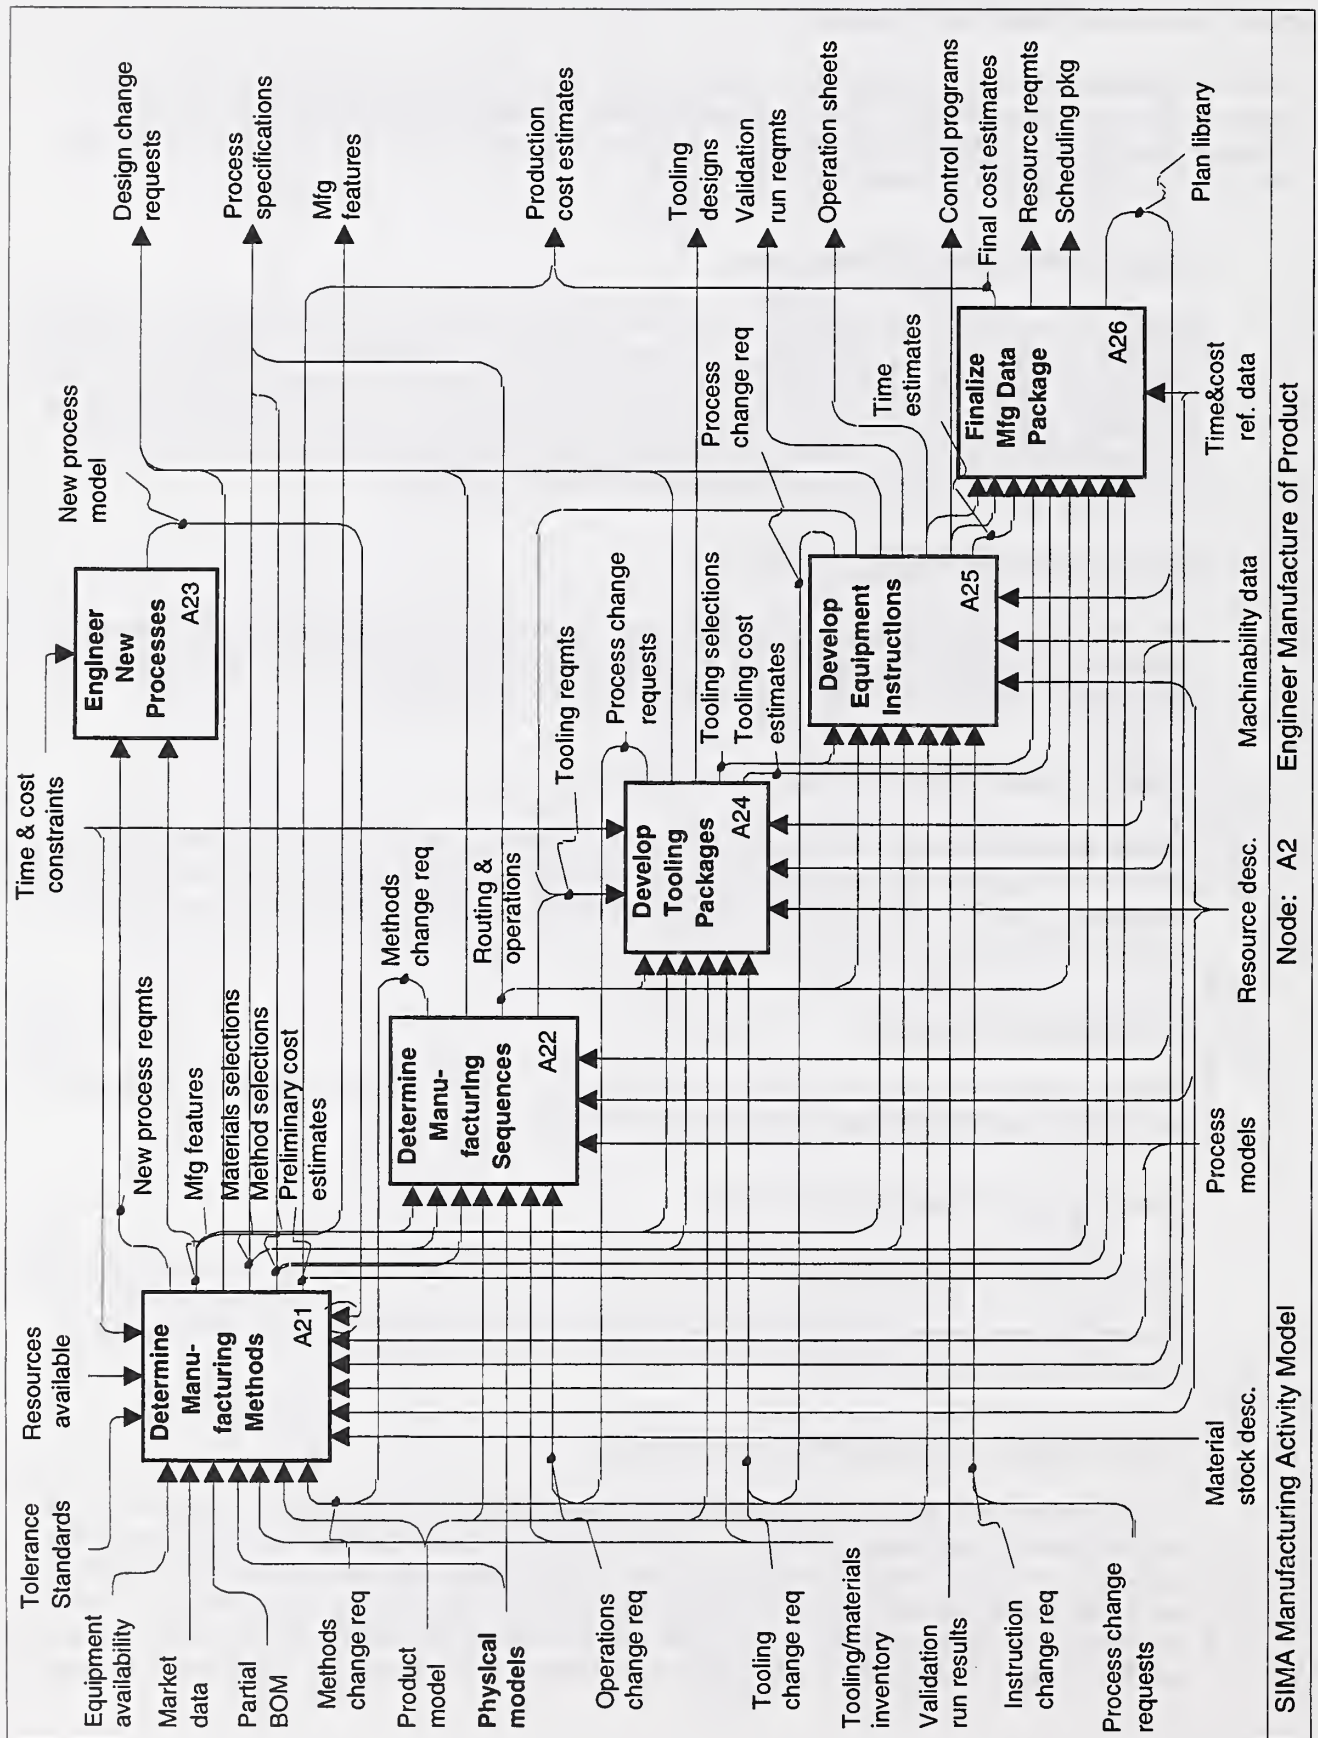 Time & cost
constraints
Resources
available
Tolerance
Standards
Equipment
availability
Market
data
Partial
BOM
Methods
change req
Product
model
Physical
models
Operations
change req
Tooling
change req
Tooling/materials
inventory
Validation
run results
Instruction
change req
Process change
requests
Determine
Manu-
facturing
Methods
A21
New process reqmts
Mfg features
Materials selections
Method selections
Preliminary cost
estimates
Determine
Manu-
facturing
Sequences
A22
Methods
change req
Routing &
operations
Engineer
New
Processes
A23
New process
model
Tooling reqmts
Develop
Tooling
Packages
A24
Process change
requests
Tooling selections
Tooling cost
estimates
Develop
Equipment
Instructions
A25
Process
change req
Time
estimates
Finalize
Mfg Data
Package
A26
Design change
requests
Process
specifications
Mfg
features
Production
cost estimates
Tooling
designs
Validation
run reqmts
Operation sheets
Control programs
Final cost estimates
Resource reqmts
Scheduling pkg
Plan library
Material
stock desc.
Process
models
Resource desc.
Machinability data
Time&cost
ref. data
SIMA Manufacturing Activity Model
Node: A2
Engineer Manufacture of Product